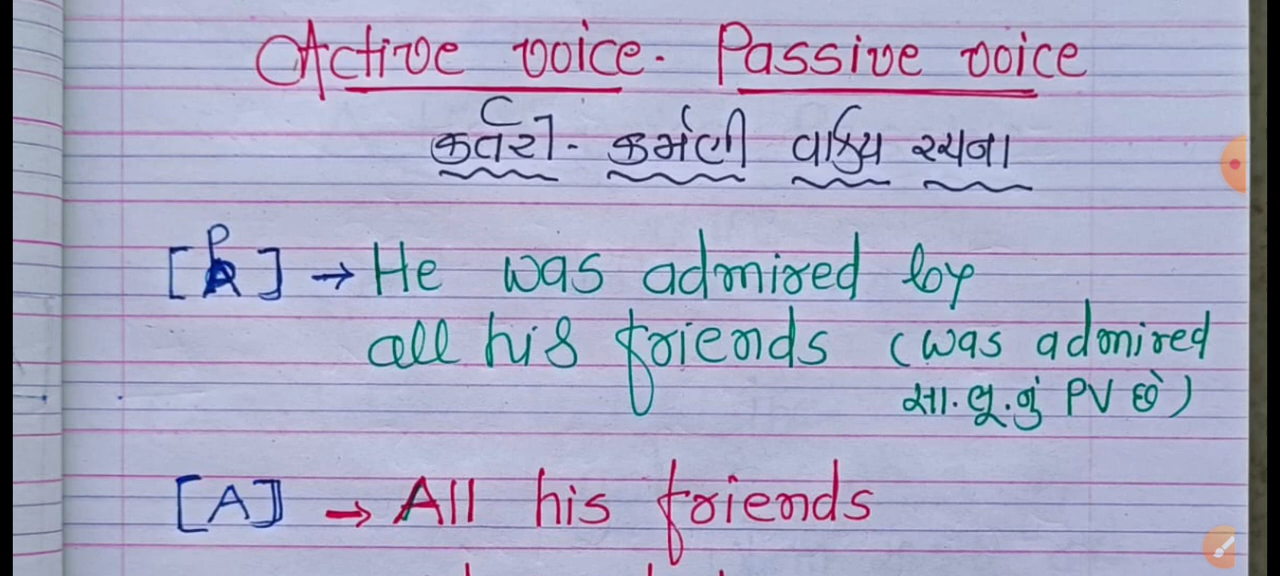 Active voice. Passive voice
કર્તરી. કર્મણી વાક્ય રચના
[P] → He was admired by
all his friends (was admired
સા.ભૂ.નું PV છે)
[A] → All his friends